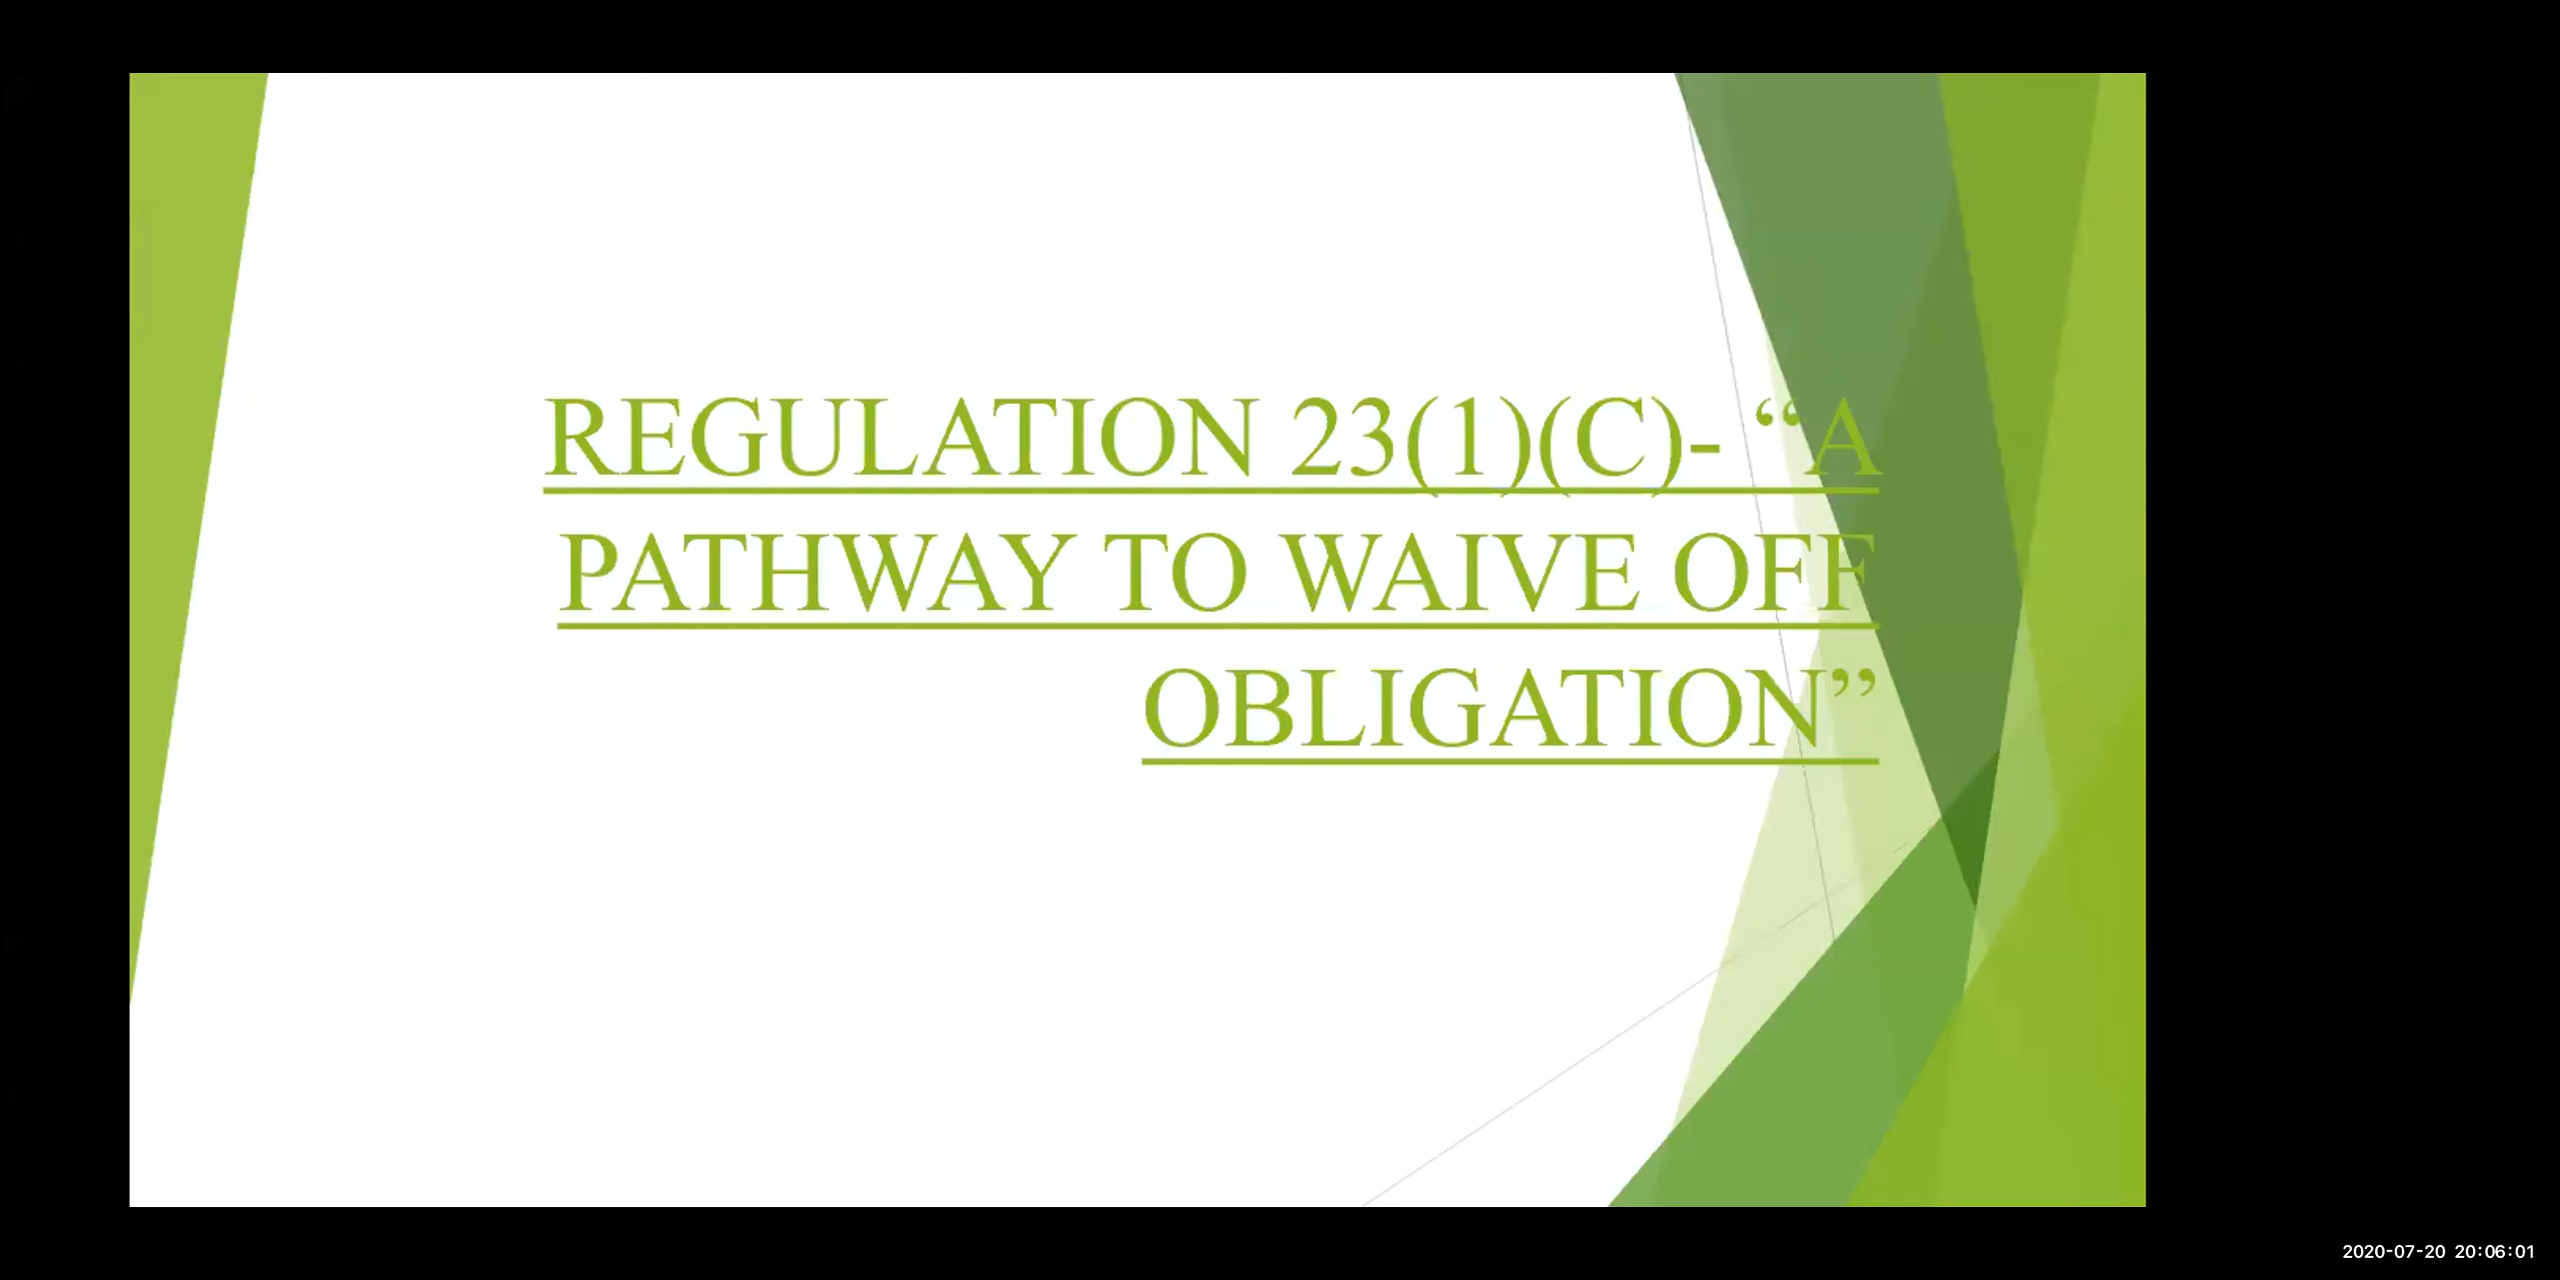 REGULATION 23(1)(C)- “A
PATHWAY TO WAIVE OFF
OBLIGATION”
2020-07-20 20:06:01